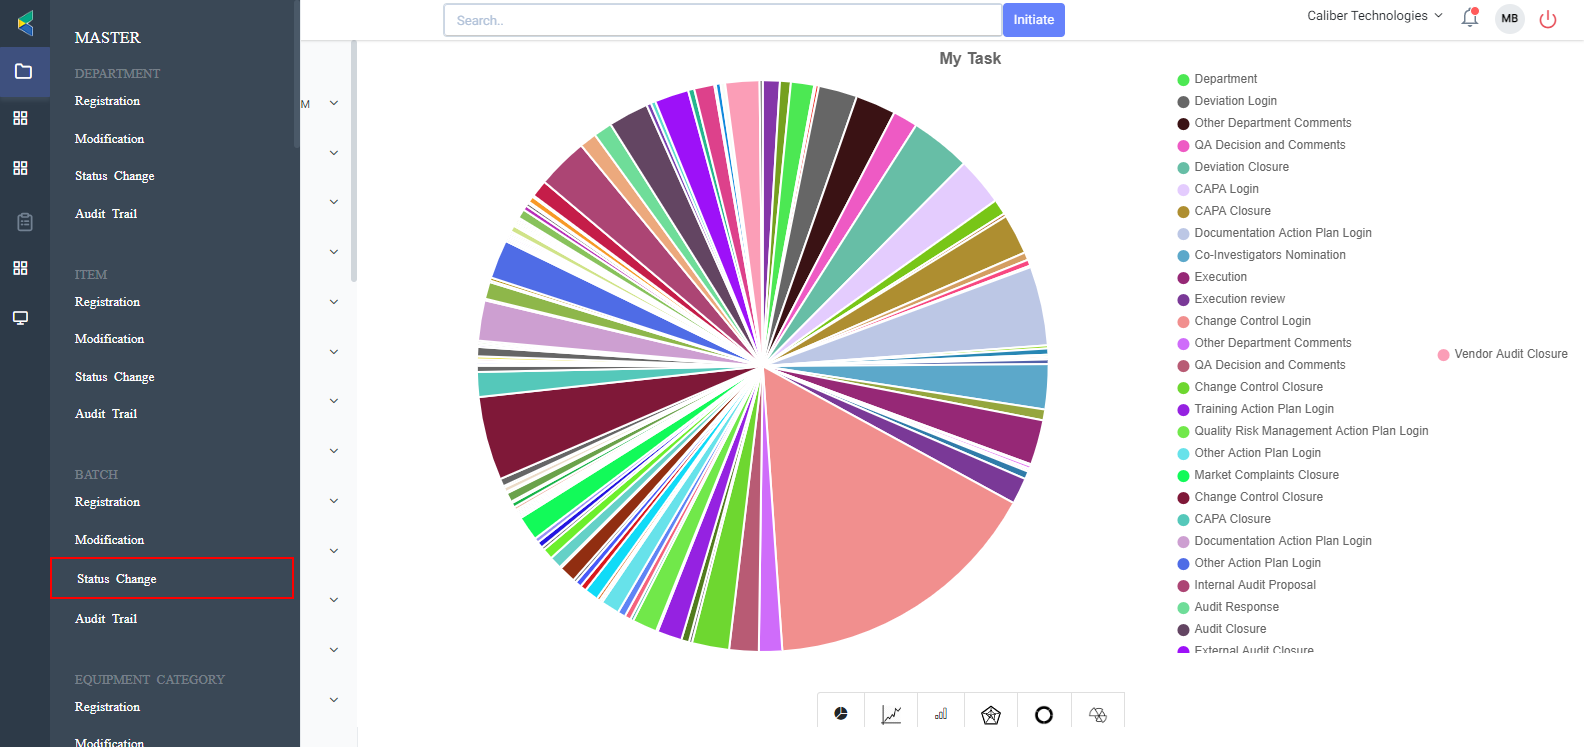 Search..
Initiate
Caliber Technologies
MB
MASTER
DEPARTMENT
Registration
Modification
Status Change
Audit Trail
ITEM
Registration
Modification
Status Change
Audit Trail
BATCH
Registration
Modification
Status Change
Audit Trail
EQUIPMENT CATEGORY
Registration
Modification
M
My Task
Department
Deviation Login
Other Department Comments
QA Decision and Comments
Deviation Closure
CAPA Login
CAPA Closure
Documentation Action Plan Login
Co-Investigators Nomination
Execution
Execution review
Change Control Login
Other Department Comments
QA Decision and Comments
Change Control Closure
Training Action Plan Login
Quality Risk Management Action Plan Login
Other Action Plan Login
Market Complaints Closure
Change Control Closure
CAPA Closure
Documentation Action Plan Login
Other Action Plan Login
Internal Audit Proposal
Audit Response
Audit Closure
External Audit Closure
Vendor Audit Closure